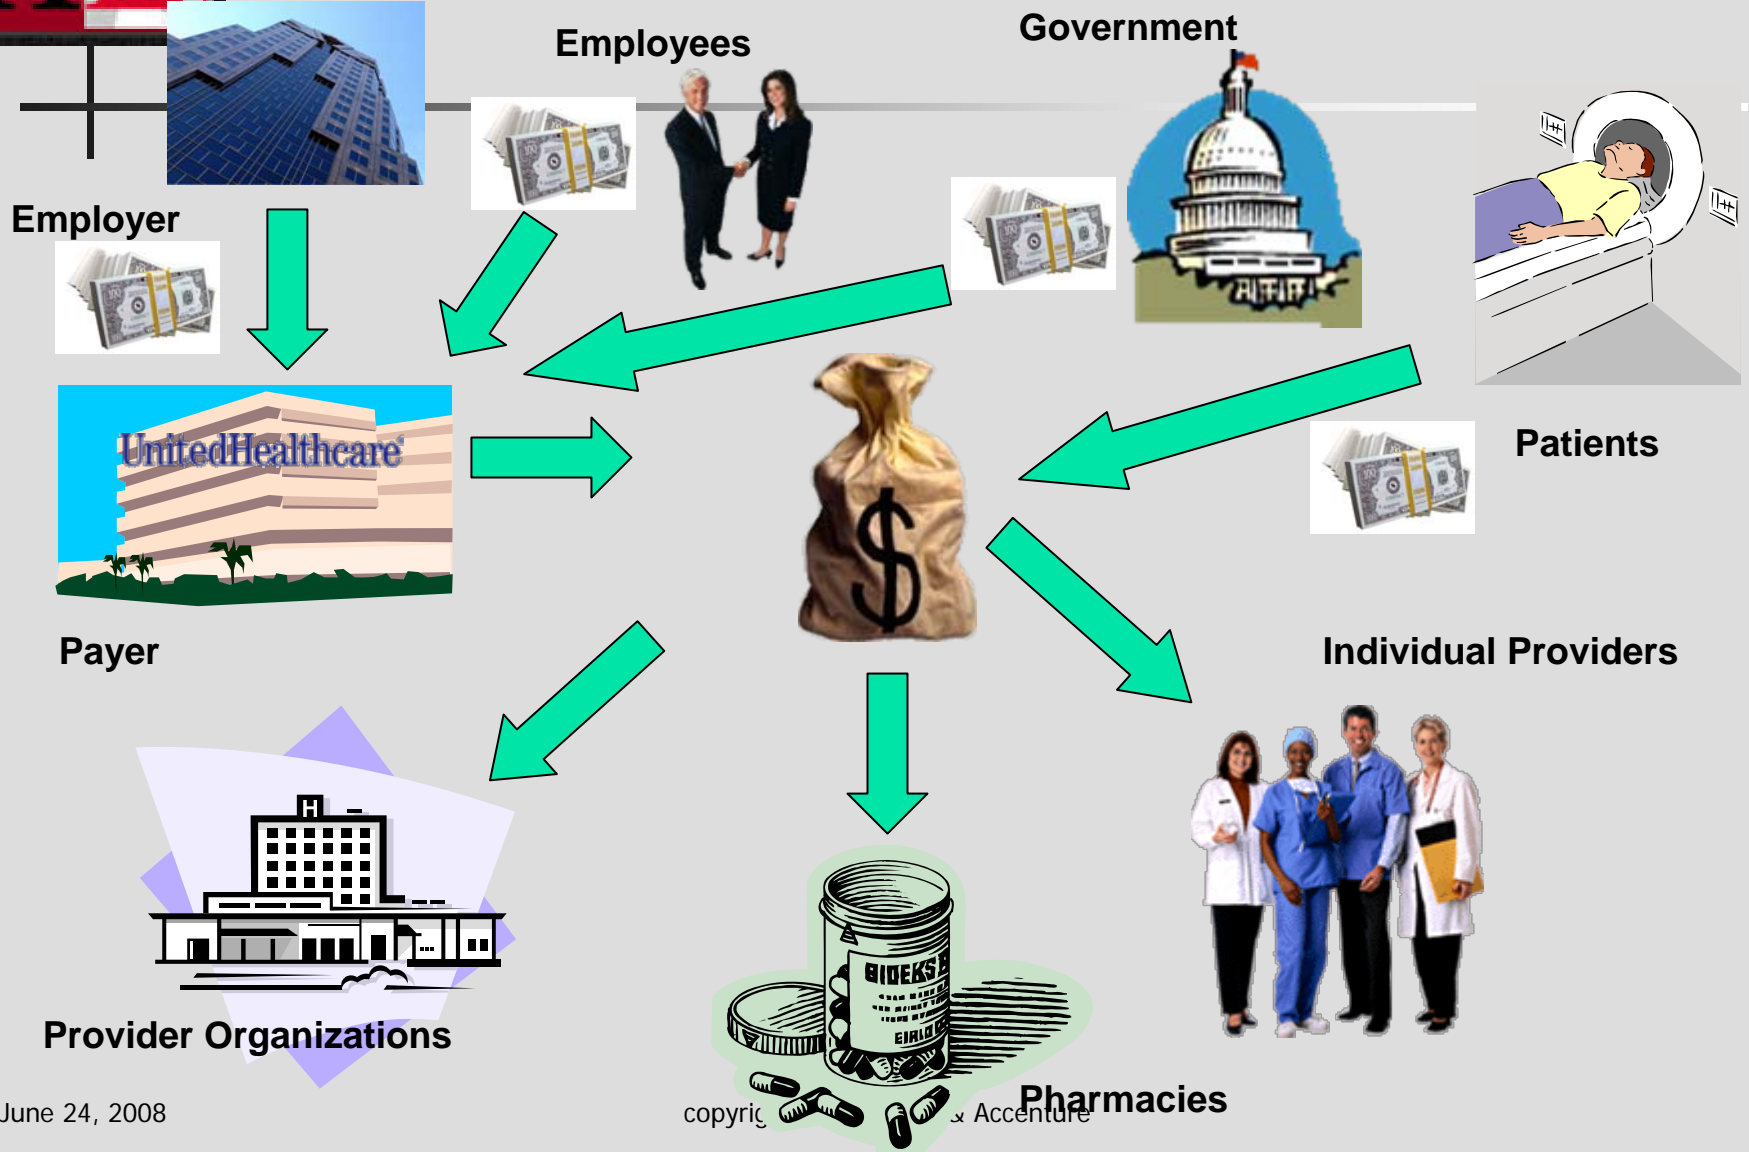 Employees
Government
Employer
UnitedHealthcare
Patients
Payer
Individual Providers
H
Provider Organizations
Pharmacies
June 24, 2008
& Accenture